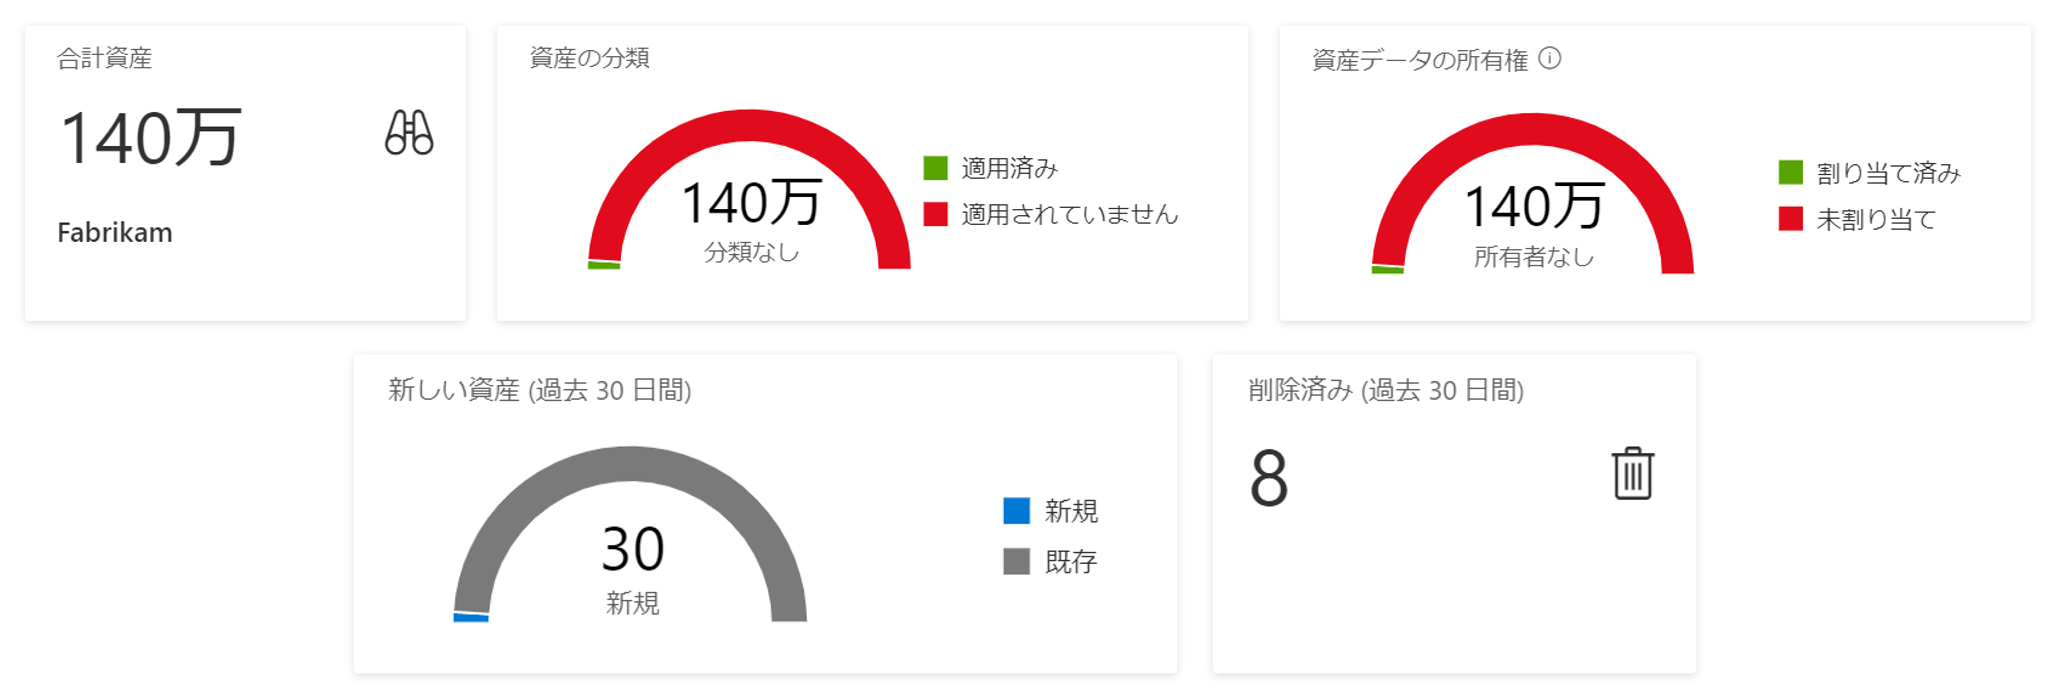 合計資産
140万
Fabrikam
資産の分類
140万
分類なし
適用済み
適用されていません
資産データの所有権
140万
所有者なし
割り当て済み
未割り当て
新しい資産 (過去 30 日間)
30
新規
新規
既存
削除済み (過去 30 日間)
8